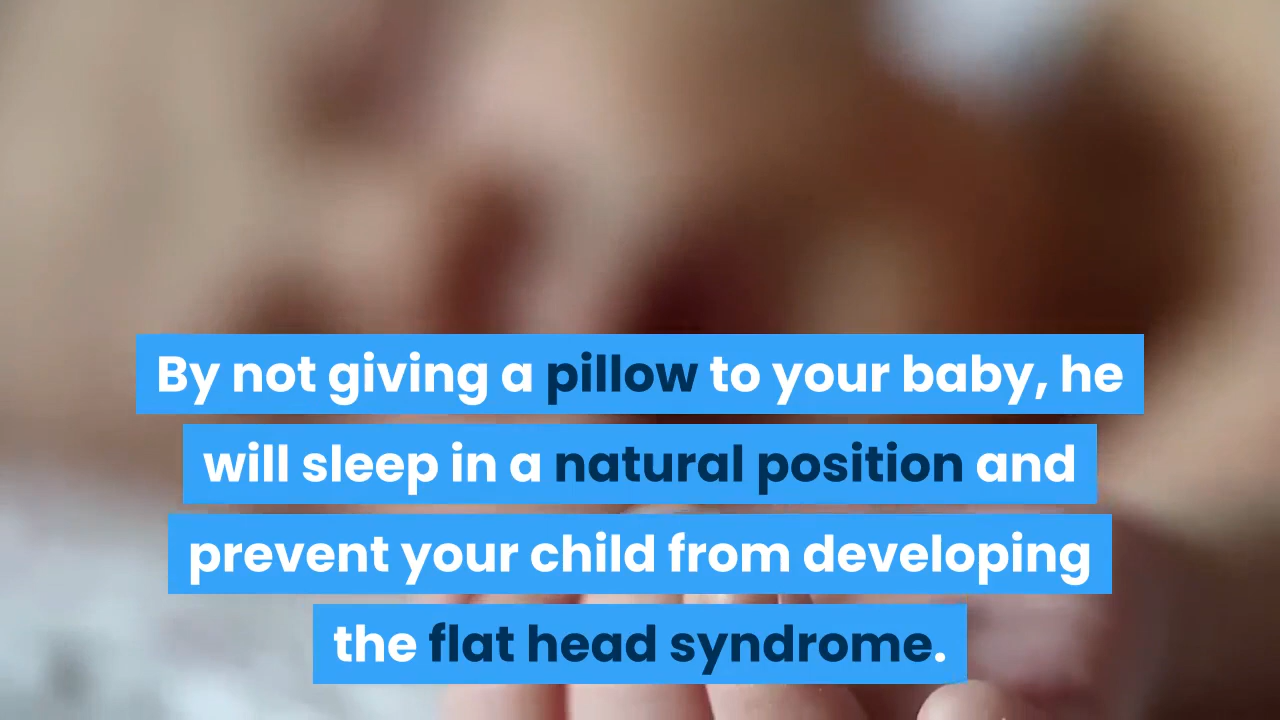 By not giving a pillow to your baby, he
will sleep in a natural position and
prevent your child from developing
the flat head syndrome.